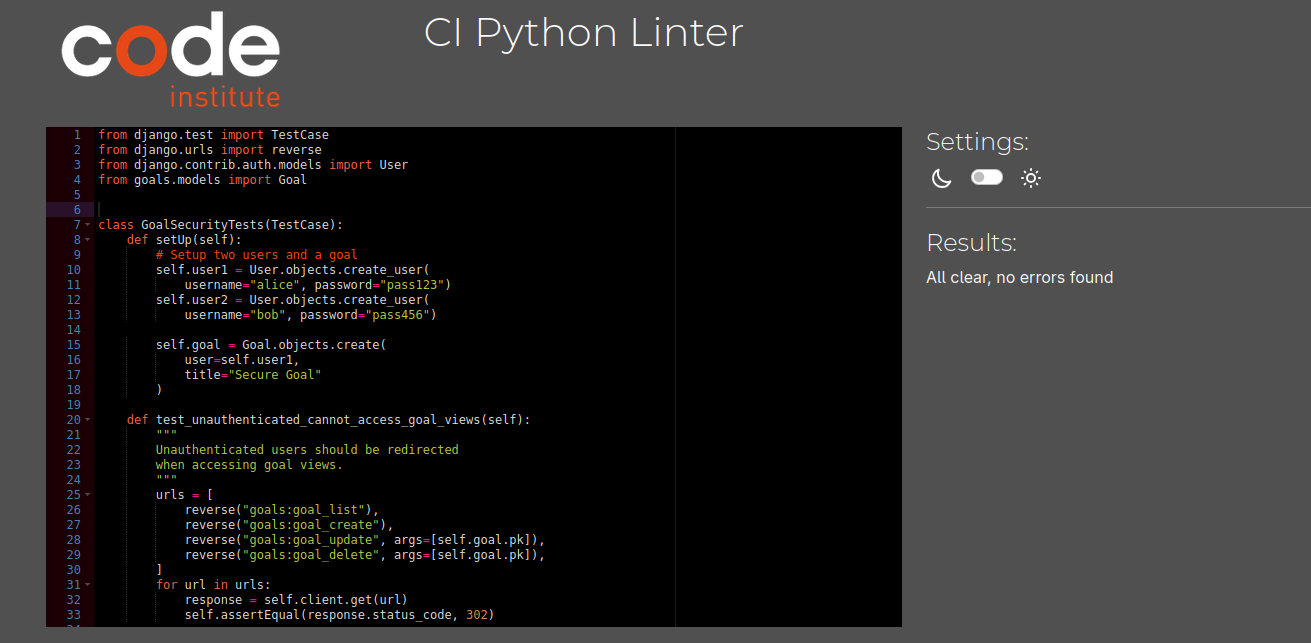 code
institute
CI Python Linter
1 from django.test import TestCase
2 from django.urls import reverse
3 from django.contrib.auth.models import User
4 from goals.models import Goal
5
6
7 class GoalSecurityTests(TestCase):
8     def setUp(self):
9         # Setup two users and a goal
10         self.user1 = User.objects.create_user(
11             username="alice", password="pass123")
12         self.user2 = User.objects.create_user(
13             username="bob", password="pass456")
14
15         self.goal = Goal.objects.create(
16             user=self.user1,
17             title="Secure Goal"
18         )
19
20     def test_unauthenticated_cannot_access_goal_views(self):
21         """
22         Unauthenticated users should be redirected
23         when accessing goal views.
24         """
25         urls = [
26             reverse("goals:goal_list"),
27             reverse("goals:goal_create"),
28             reverse("goals:goal_update", args=[self.goal.pk]),
29             reverse("goals:goal_delete", args=[self.goal.pk]),
30         ]
31         for url in urls:
32             response = self.client.get(url)
33             self.assertEqual(response.status_code, 302)
Settings:
Results:
All clear, no errors found